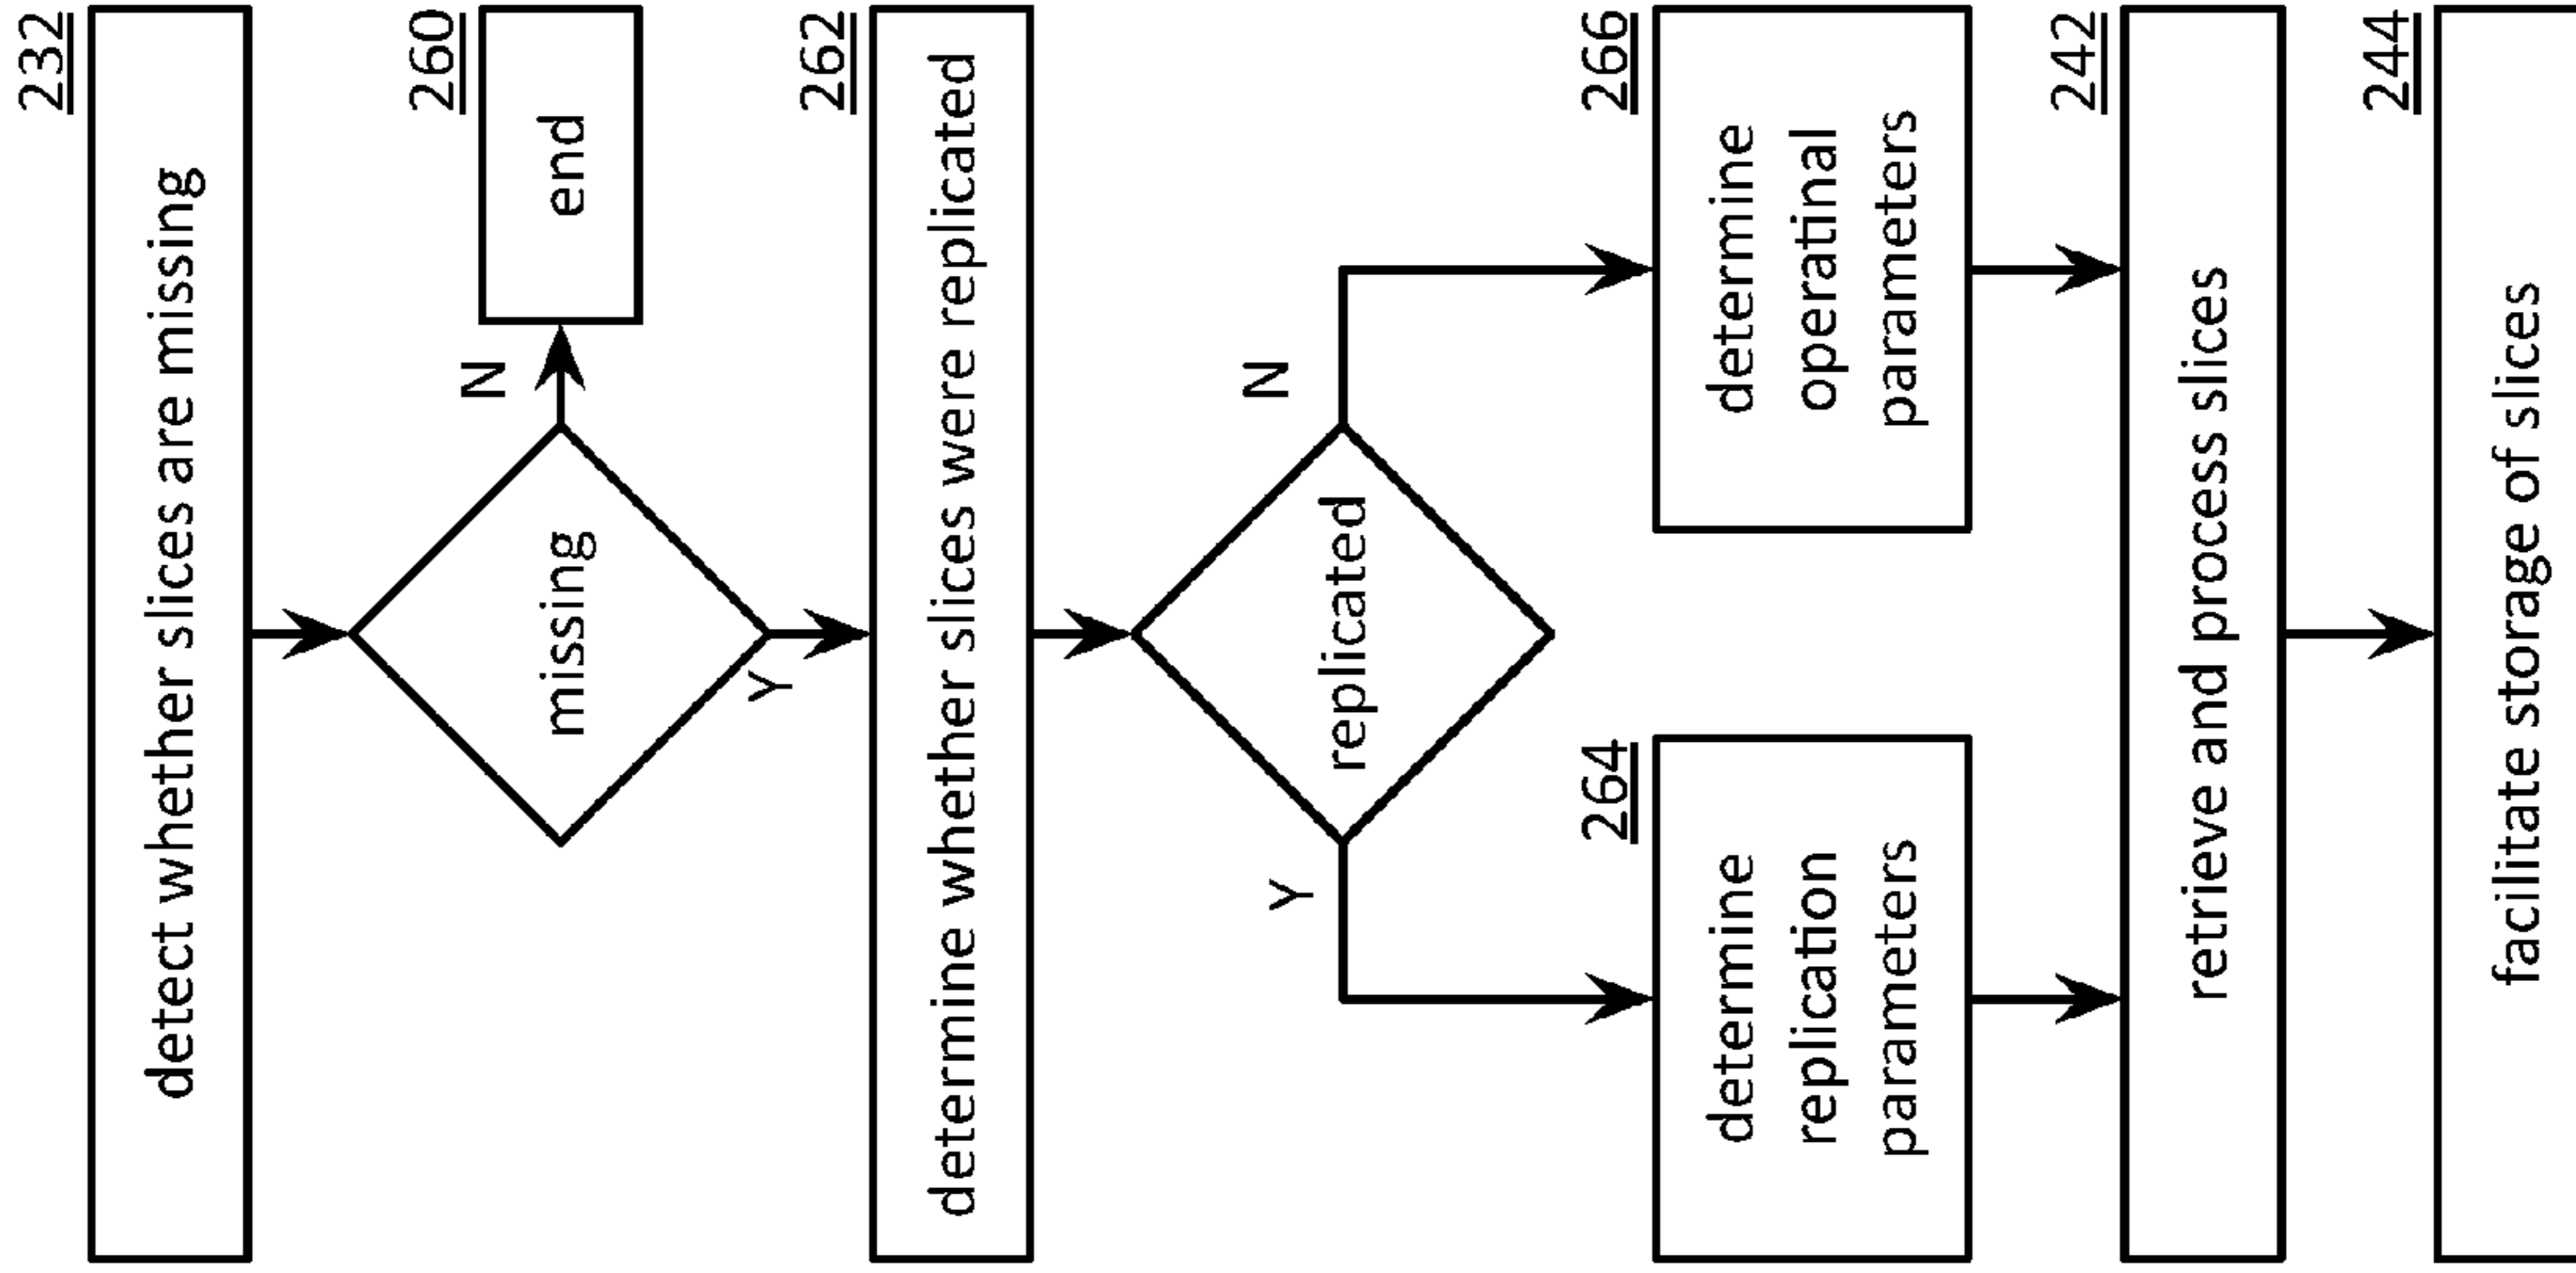 232
detect whether slices are missing
missing
N
260
end
Y
262
determine whether slices were replicated
replicated
Y
N
264
determine
replication
parameters
266
determine
operatinal
parameters
242
retrieve and process slices
244
facilitate storage of slices